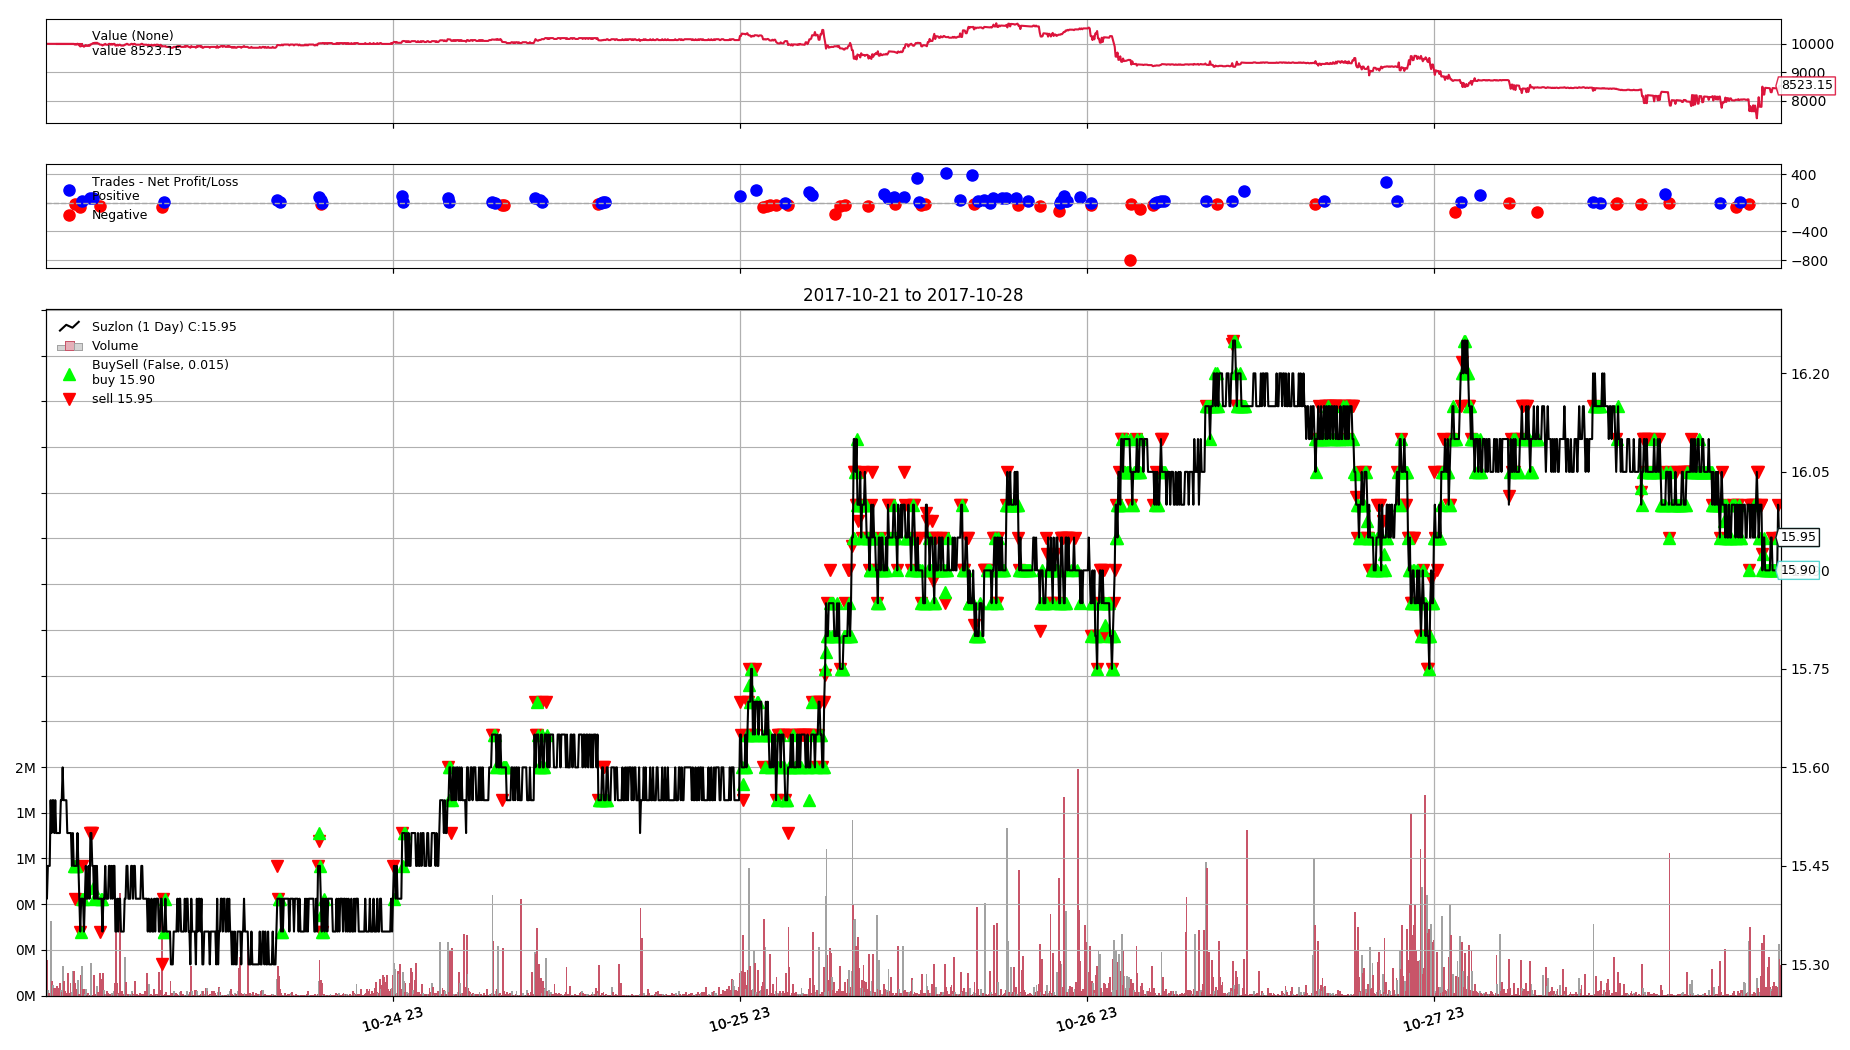 Value (None)
value 8523.15
10000
9000
8523.15
8000
Trades - Net Profit/Loss
Positive
Negative
400
0
−400
−800
2017-10-21 to 2017-10-28
Suzlon (1 Day) C:15.95
Volume
BuySell (False, 0.015)
buy 15.90
sell 15.95
16.20
16.05
15.95
15.90
0
15.75
15.60
15.45
15.30
2M
1M
1M
0M
0M
0M
10-24 23
10-25 23
10-26 23
10-27 23